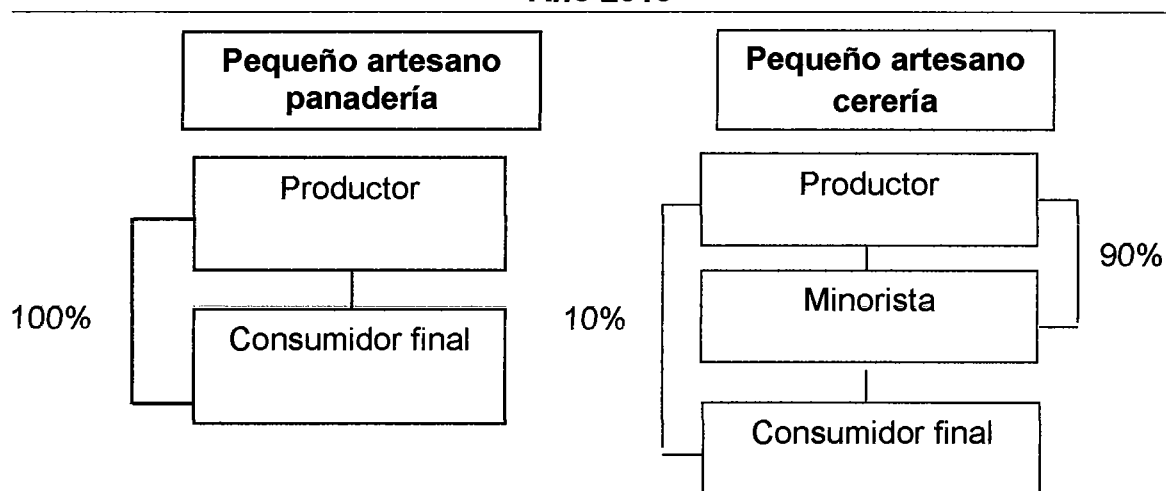 Pequeño artesano
panadería
Productor
100%
Consumidor final
Pequeño artesano
cerería
Productor
90%
Minorista
10%
Consumidor final